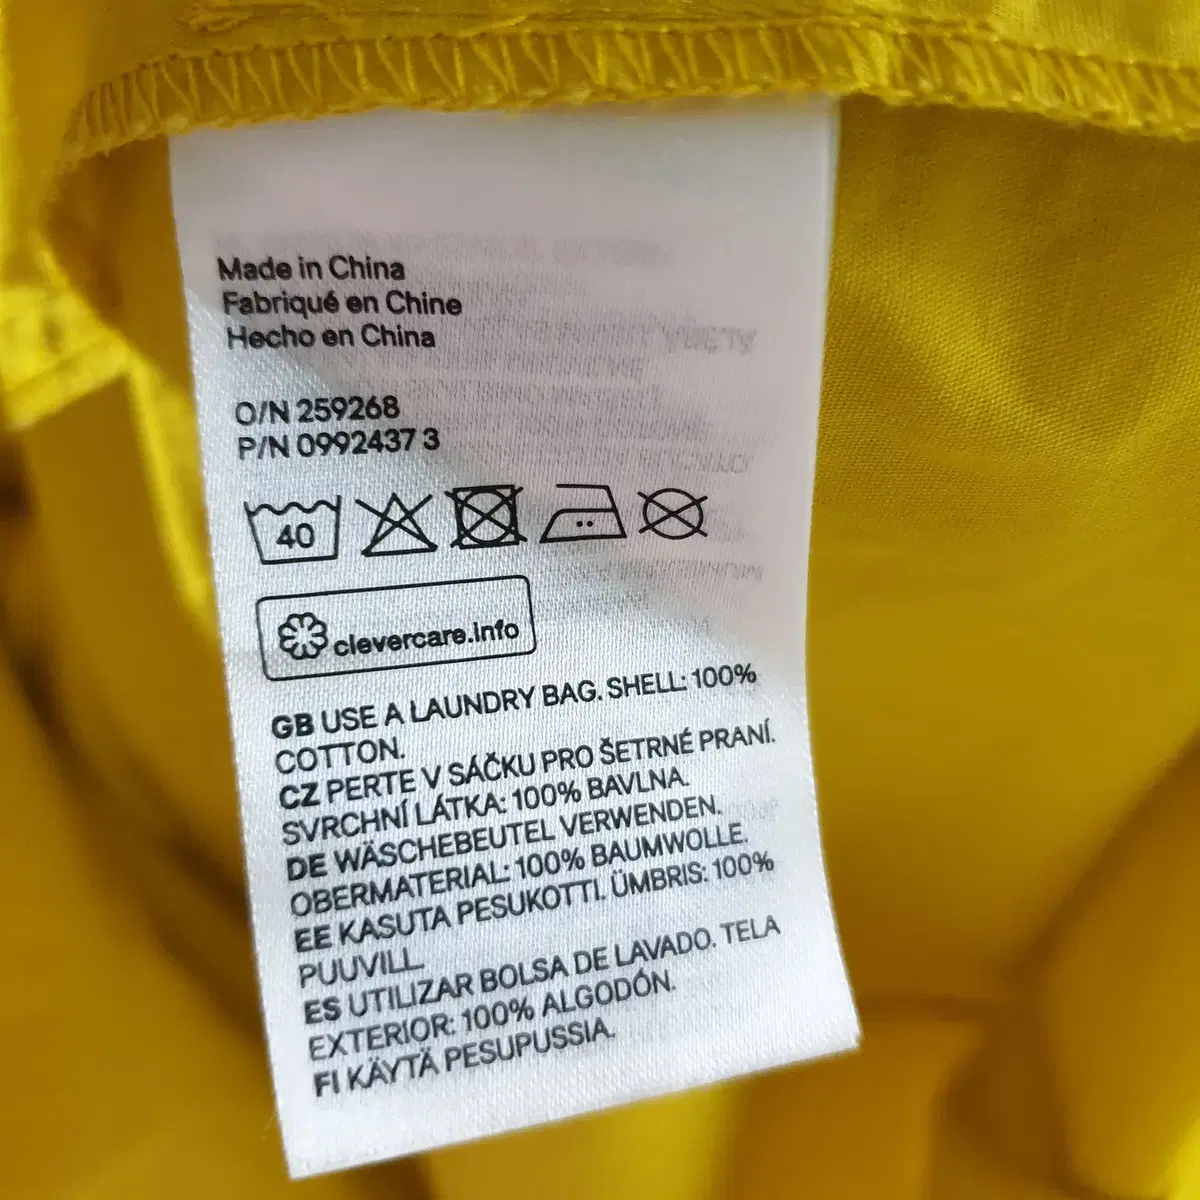 Made in China
Fabriqué en Chine
Hecho en China
O/N 259268
P/N 0992437 3
40
clevercare.info
GB USE A LAUNDRY BAG. SHELL: 100%
COTTON.
CZ PERTE V SÁČKU PRO ŠETRNÉ PRANÍ.
SVRCHNÍ LÁTKA: 100% BAVLNA.
DE WÄSCHEBEUTEL VERWENDEN.
OBERMATERIAL: 100% BAUMWOLLE.
EE KASUTA PESUKOTTI. ÜMBRIS: 100%
PUUVILL.
ES UTILIZAR BOLSA DE LAVADO. TELA
EXTERIOR: 100% ALGODÓN.
FI KÄYTÄ PESUPUSSIA.